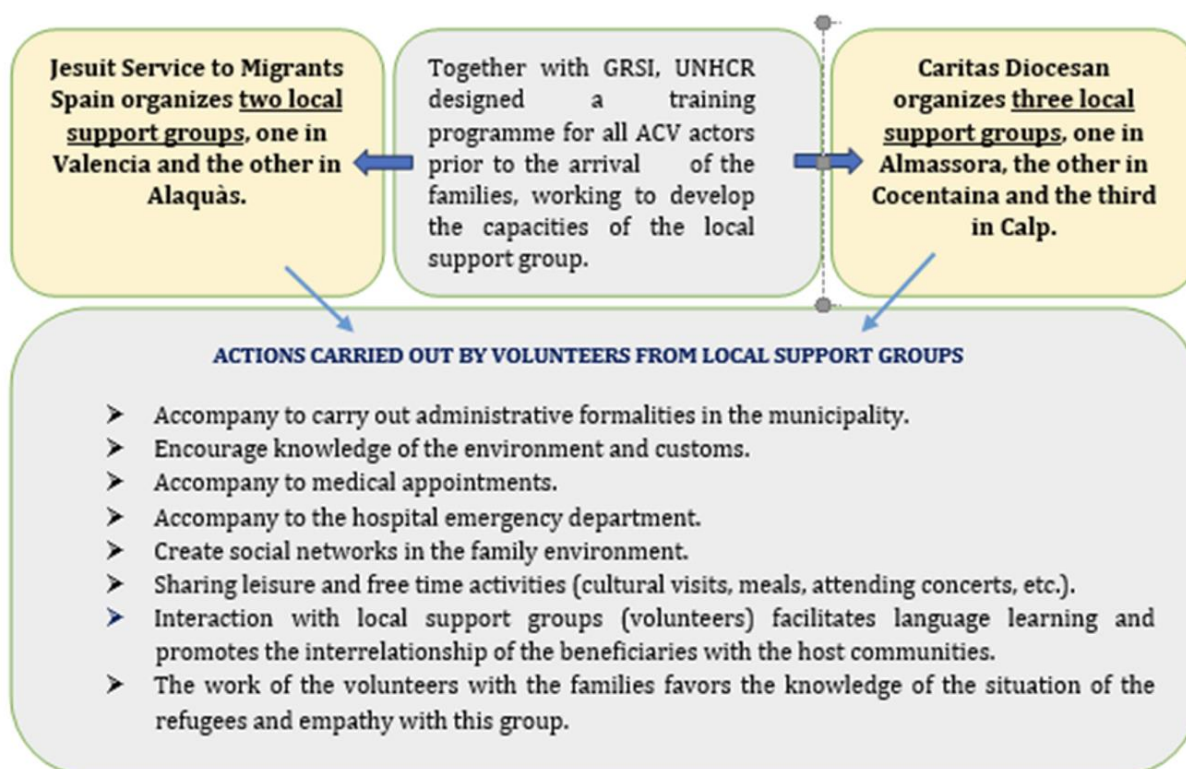 Jesuit Service to Migrants
Spain organizes two local
support groups, one in
Valencia and the other in
Alaquàs.
Together with GRSI, UNHCR
designed a training
programme for all ACV actors
prior to the arrival of the
families, working to develop
the capacities of the local
support group.
Caritas Diocesan
organizes three local
support groups, one in
Almassora, the other in
Cocentaina and the third
in Calp.
ACTIONS CARRIED OUT BY VOLUNTEERS FROM LOCAL SUPPORT GROUPS
➤ Accompany to carry out administrative formalities in the municipality.
➤ Encourage knowledge of the environment and customs.
➤ Accompany to medical appointments.
➤ Accompany to the hospital emergency department.
➤ Create social networks in the family environment.
➤ Sharing leisure and free time activities (cultural visits, meals, attending concerts, etc.).
➤ Interaction with local support groups (volunteers) facilitates language learning and
promotes the interrelationship of the beneficiaries with the host communities.
➤ The work of the volunteers with the families favors the knowledge of the situation of the
refugees and empathy with this group.